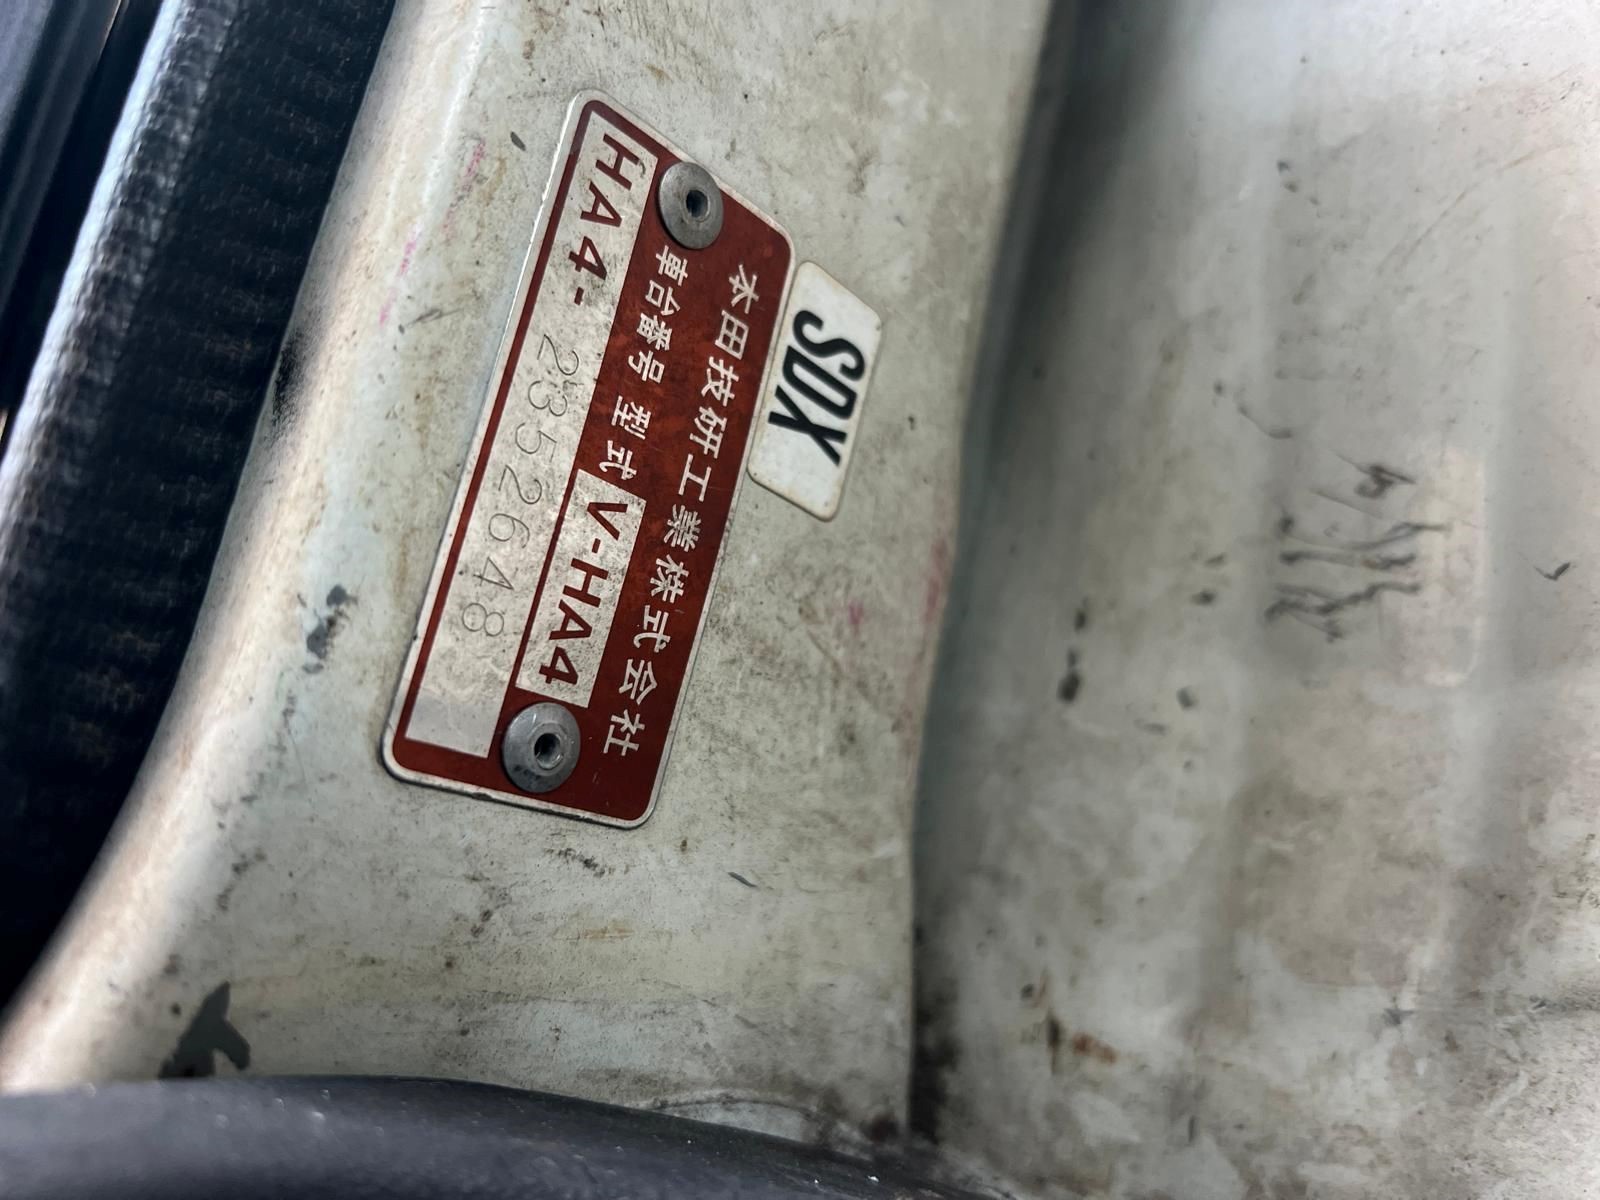 SDX
本田技研工業株式会社
車台番号 型式 V-HA4
HA4- 2352648